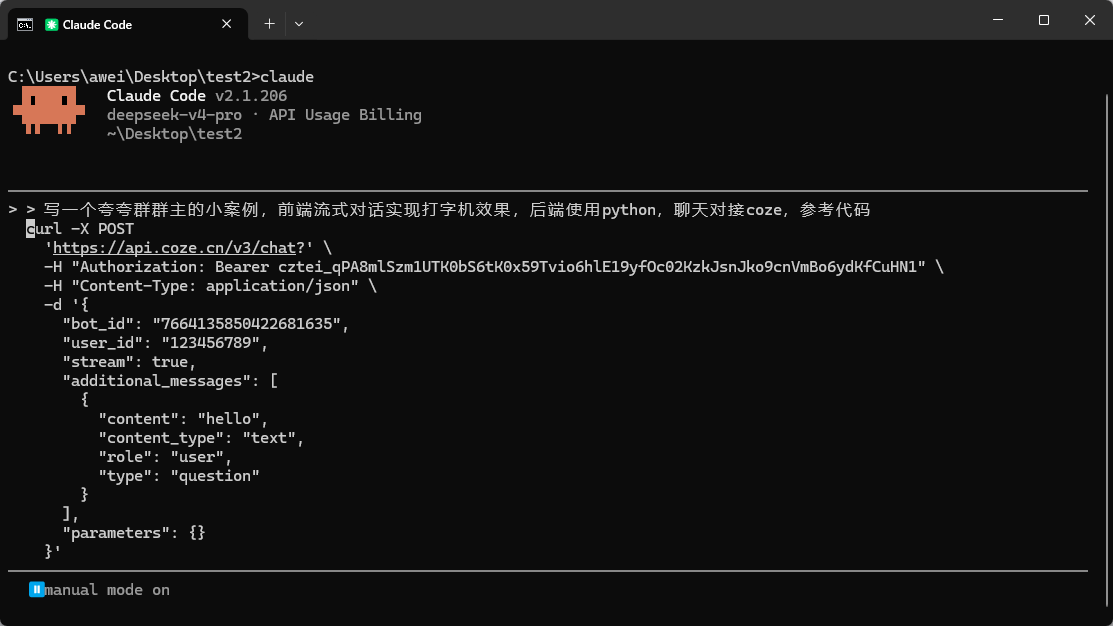 Claude Code
C:\Users\awei\Desktop\test2>claude
Claude Code v2.1.206
deepseek-v4-pro · API Usage Billing
~\Desktop\test2
> > 写一个夸夸群群主的小案例，前端流式对话实现打字机效果，后端使用python，聊天对接coze，参考代码
curl -X POST
'https://api.coze.cn/v3/chat?' \
-H "Authorization: Bearer cztei_qPA8mlSzm1UTK0bS6tK0x59Tvio6hlE19yfOc02KzkJsnJko9cnVmBo6ydKfCuHN1" \
-H "Content-Type: application/json" \
-d '{
"bot_id": "7664135850422681635",
"user_id": "123456789",
"stream": true,
"additional_messages": [
{
"content": "hello",
"content_type": "text",
"role": "user",
"type": "question"
}
],
"parameters": {}
}'
manual mode on